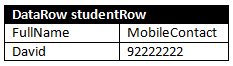 DataRow studentRow
FullName MobileContact
David 92222222